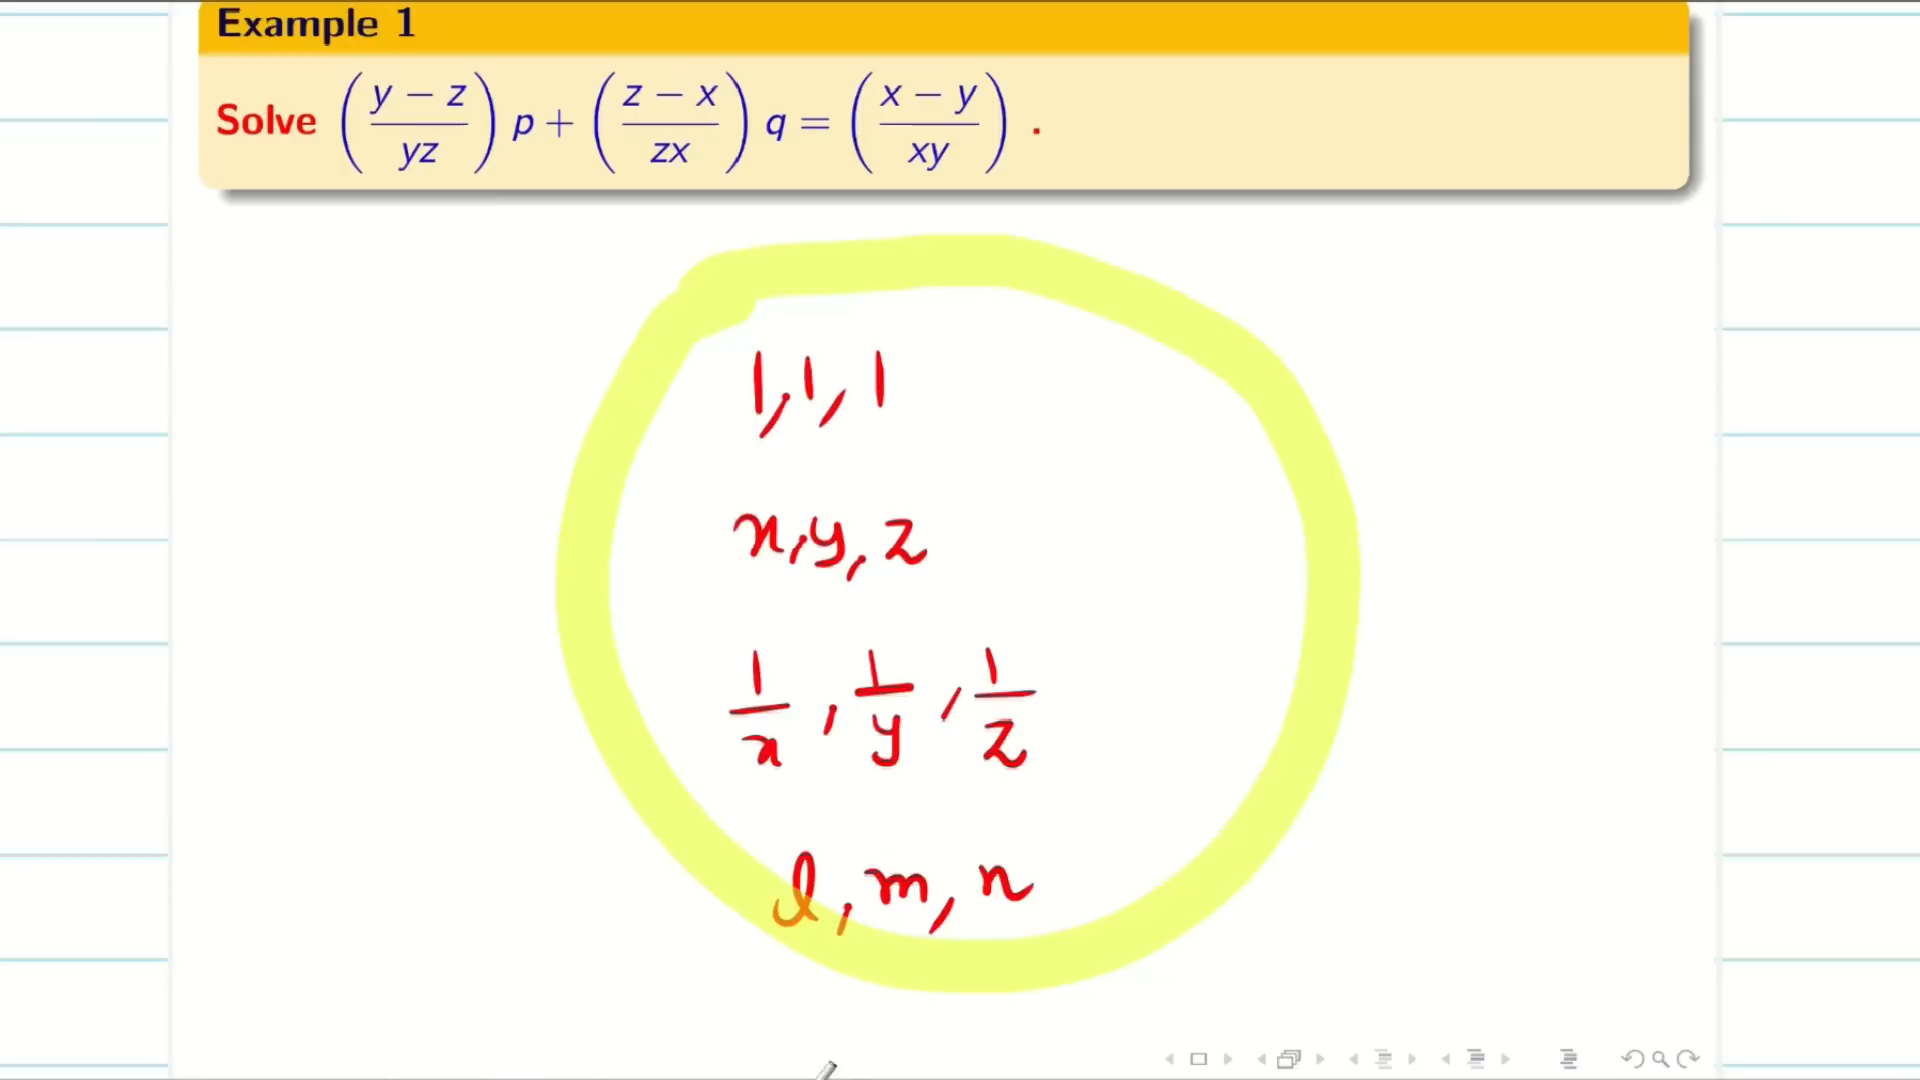 Example 1
Solve ((y − z)/(yz)) p + ((z − x)/(zx)) q = ((x − y)/(xy)) .
1, 1, 1
x, y, z
1/x, 1/y, 1/z
l, m, n